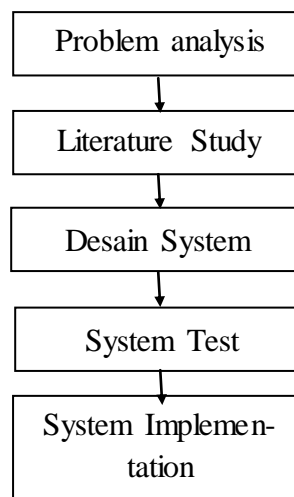 Problem analysis
Literature Study
Desain System
System Test
System Implemen-
tation